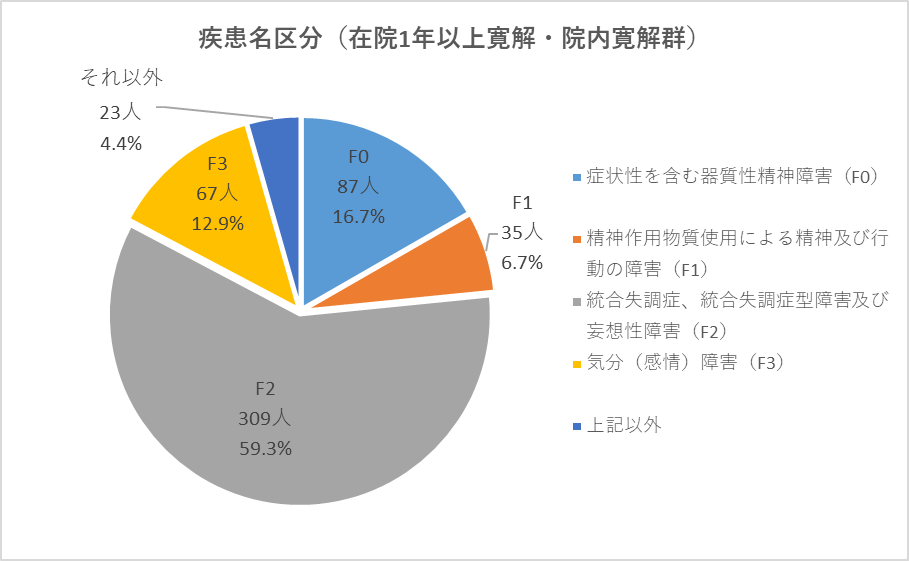 疾患名区分（在院1年以上寛解・院内寛解群）
それ以外
23人
4.4%
F0
87人
16.7%
F1
35人
6.7%
F2
309人
59.3%
F3
67人
12.9%
症状性を含む器質性精神障害（F0）
精神作用物質使用による精神及び行
動の障害（F1）
統合失調症、統合失調症型障害及び
妄想性障害（F2）
気分（感情）障害（F3）
上記以外